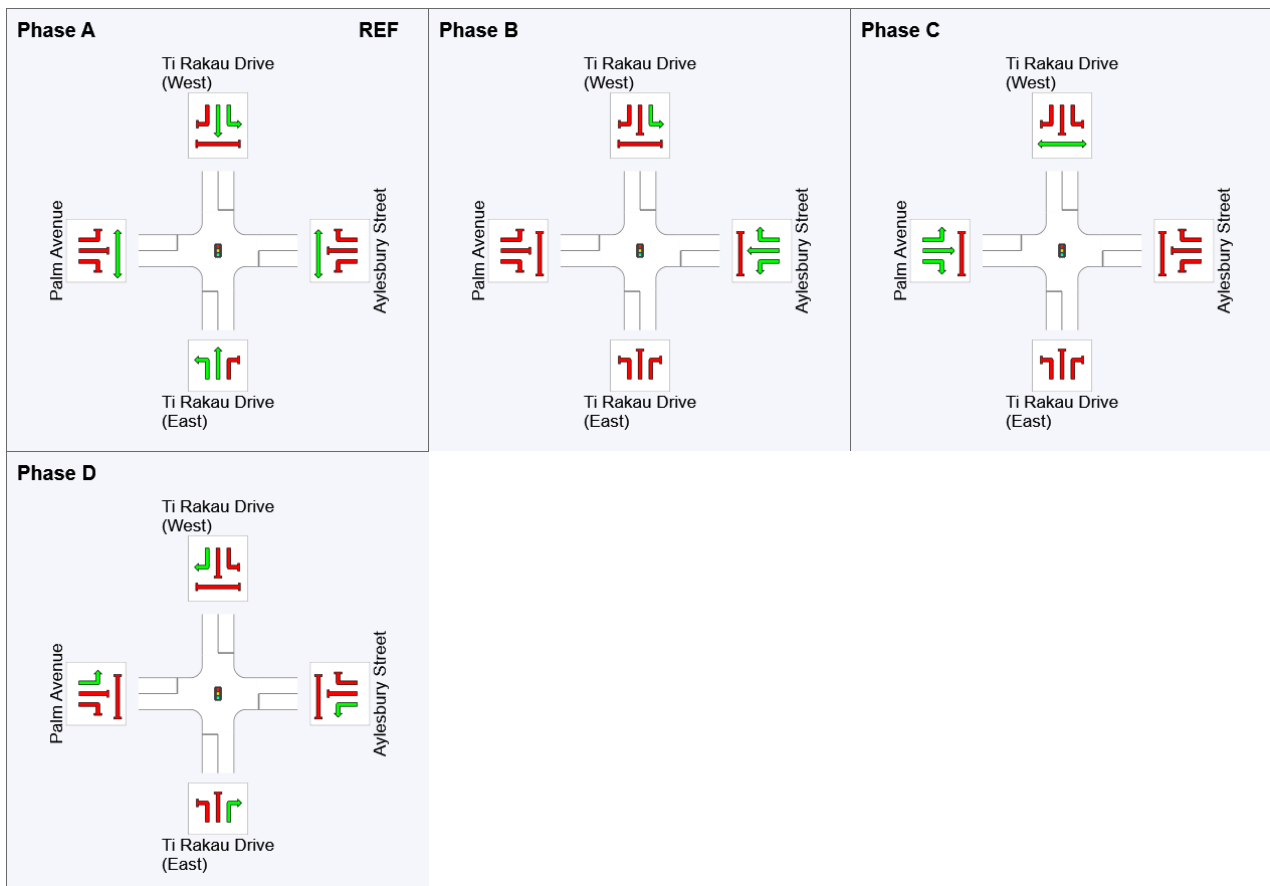 Phase A
REF
Ti Rakau Drive
(West)
Palm Avenue
Aylesbury Street
Ti Rakau Drive
(East)
Phase B
Ti Rakau Drive
(West)
Palm Avenue
Aylesbury Street
Ti Rakau Drive
(East)
Phase C
Ti Rakau Drive
(West)
Palm Avenue
Aylesbury Street
Ti Rakau Drive
(East)
Phase D
Ti Rakau Drive
(West)
Palm Avenue
Aylesbury Street
Ti Rakau Drive
(East)